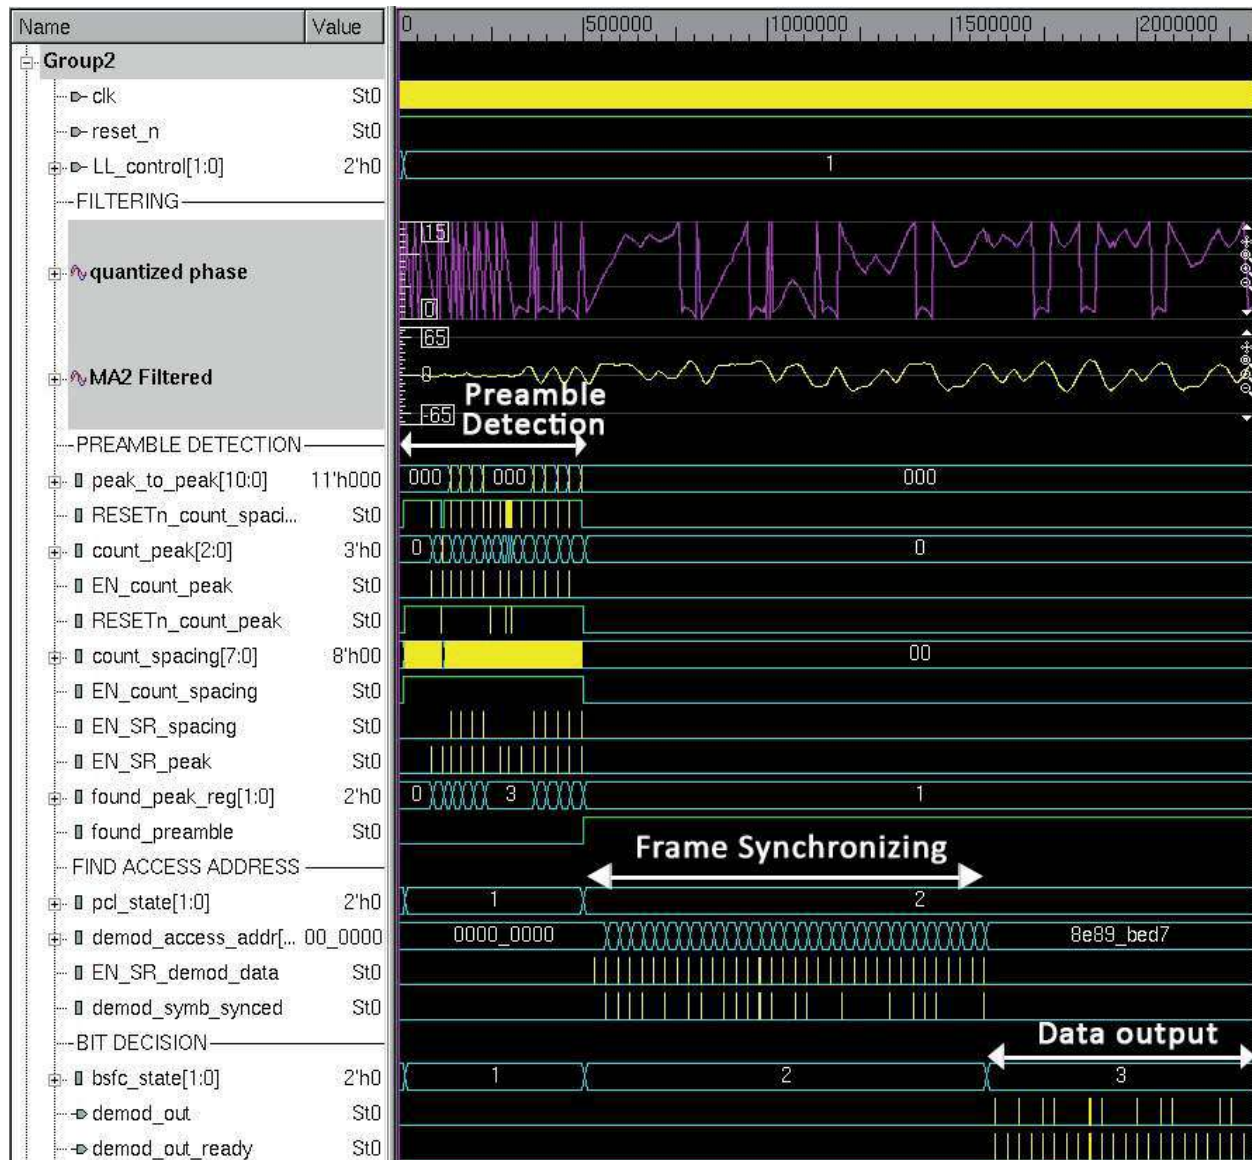 Name Value 0 500000 1000000 1500000 2000000
Group2
clk St0
reset_n St0
LL_control[1:0] 2'h0 1
FILTERING
15
quantized phase
0
65
MA2 Filtered 0
-65
Preamble
Detection
PREAMBLE DETECTION
peak_to_peak[10:0] 11'h000 000 000 000
RESETn_count_spaci... St0
count_peak[2:0] 3'h0 0 0
EN_count_peak St0
RESETn_count_peak St0
count_spacing[7:0] 8'h00 00
EN_count_spacing St0
EN_SR_spacing St0
EN_SR_peak St0
found_peak_reg[1:0] 2'h0 0 3 1
found_preamble St0
Frame Synchronizing
FIND ACCESS ADDRESS
pcl_state[1:0] 2'h0 1 2
demod_access_addr[... 00_0000 0000_0000 8e89_bed7
EN_SR_demod_data St0
demod_symb_synced St0
Data output
BIT DECISION
bsfc_state[1:0] 2'h0 1 2 3
demod_out St0
demod_out_ready St0